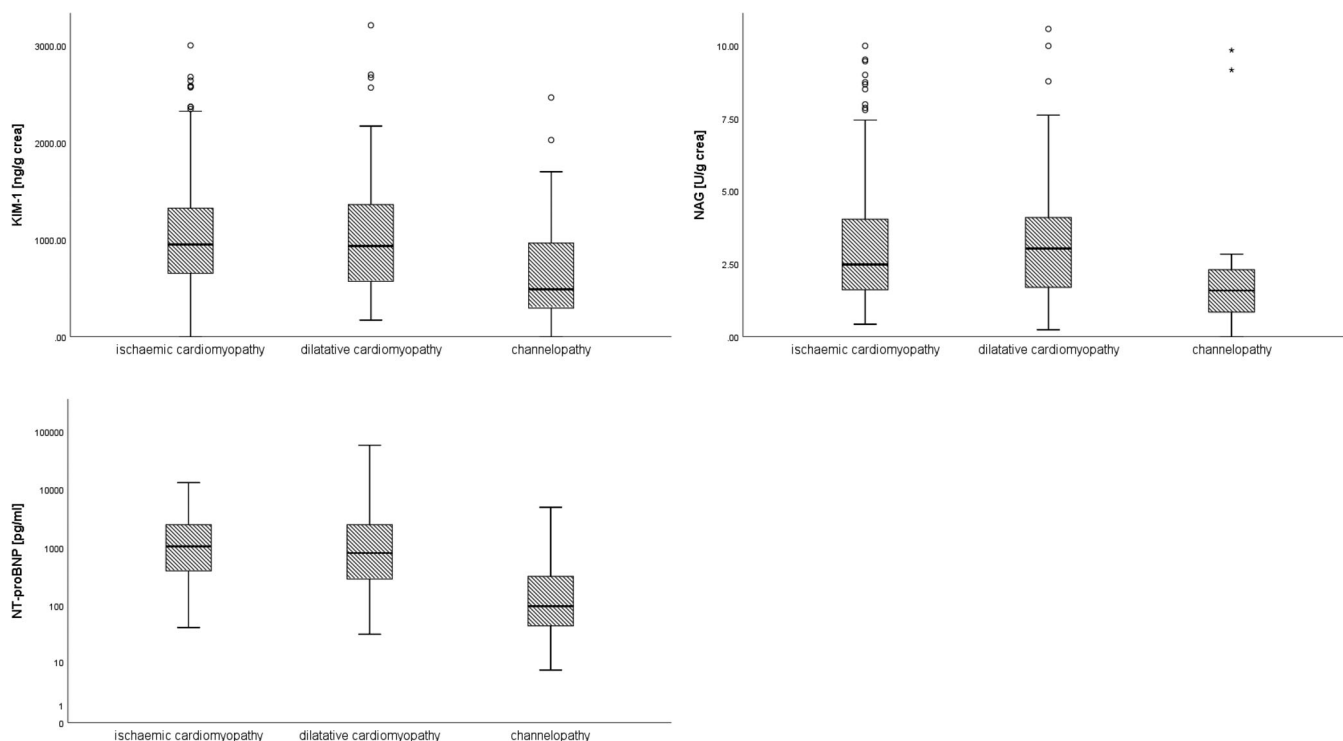 KIM-1 [ng/g crea]
3000.00
2000.00
1000.00
.00
ischaemic cardiomyopathy dilatative cardiomyopathy channelopathy
NAG [U/g crea]
10.00
7.50
5.00
2.50
.00
ischaemic cardiomyopathy dilatative cardiomyopathy channelopathy
NT-proBNP [pg/ml]
100000
10000
1000
100
10
1
0
ischaemic cardiomyopathy dilatative cardiomyopathy channelopathy